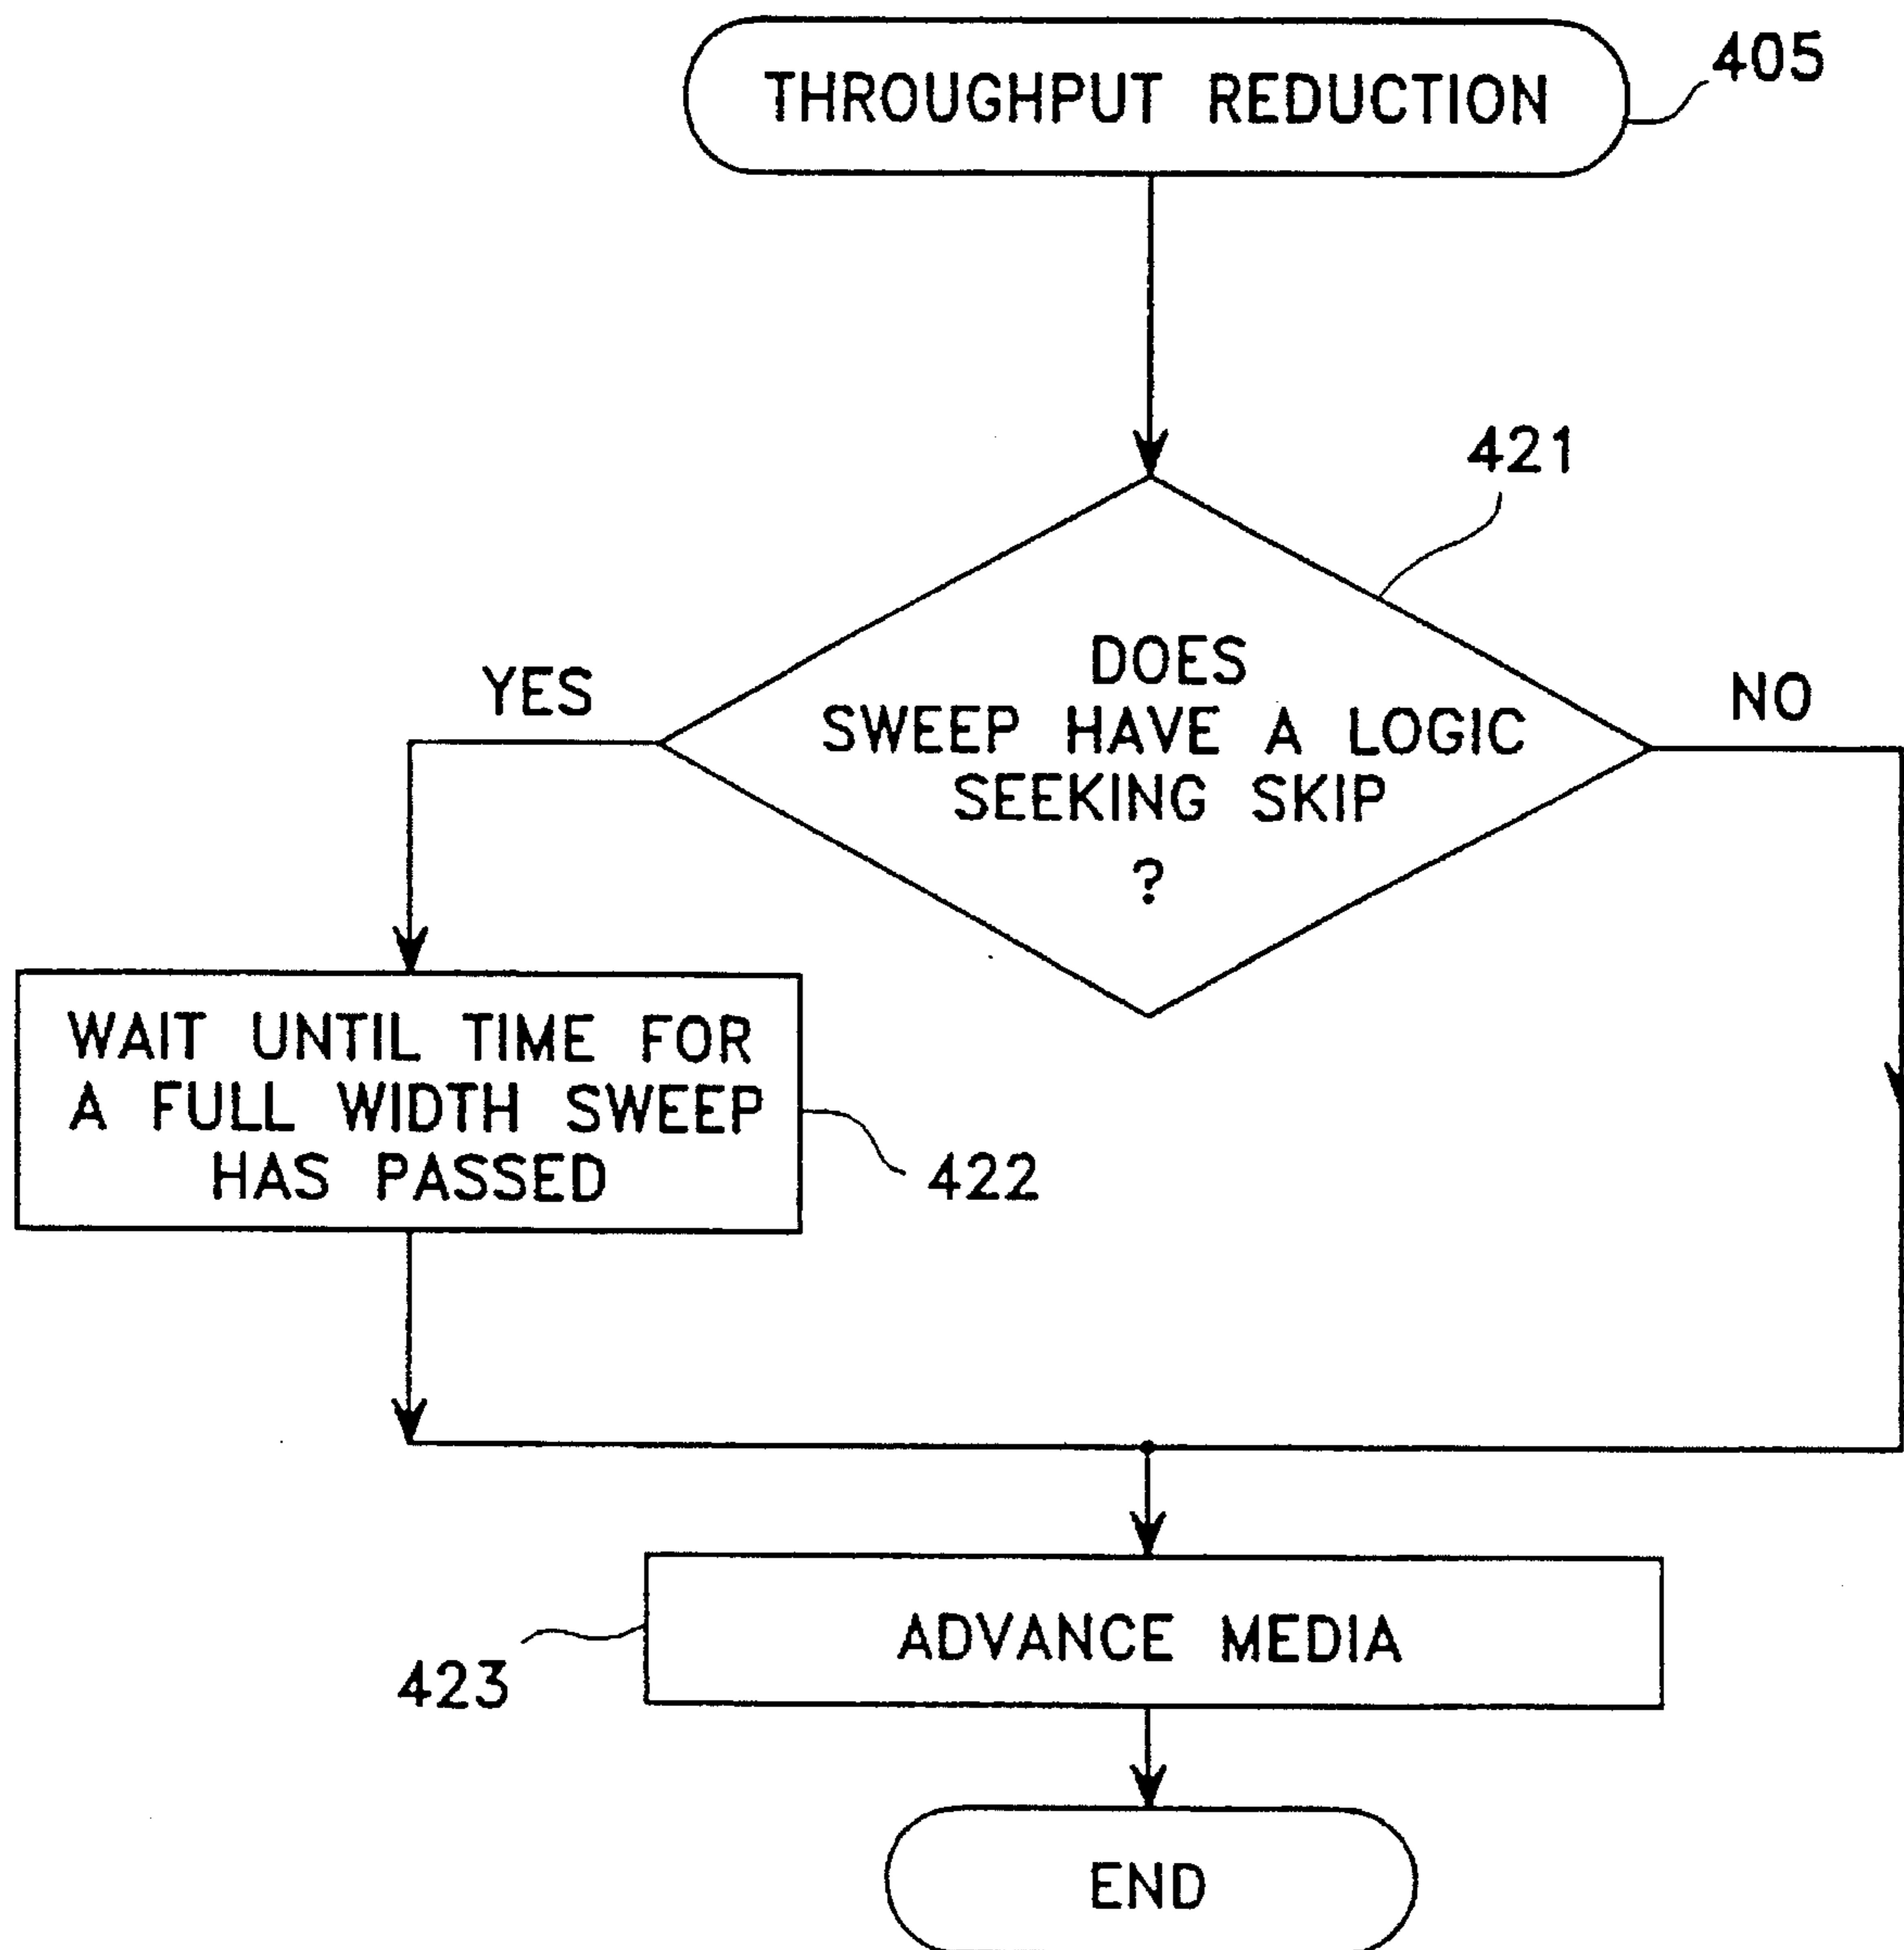 THROUGHPUT REDUCTION
405
421
DOES
SWEEP HAVE A LOGIC
SEEKING SKIP
?
YES
NO
WAIT UNTIL TIME FOR
A FULL WIDTH SWEEP
HAS PASSED
422
ADVANCE MEDIA
423
END